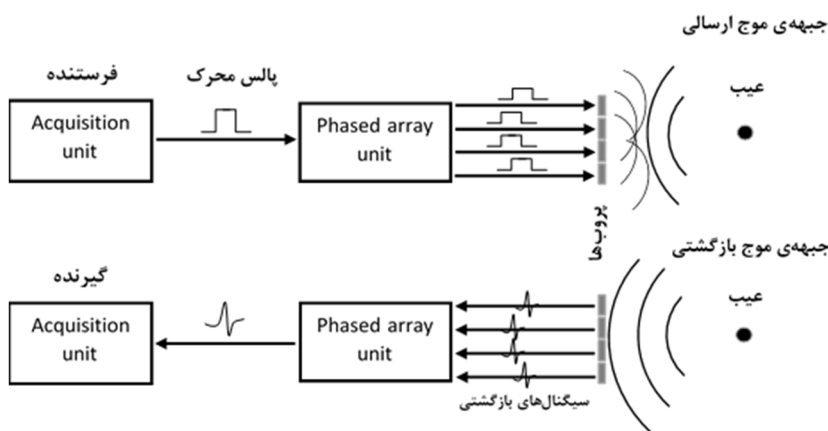 جبهه‌ی موج ارسالی
فرستنده
پالس محرک
عیب
Acquisition
unit
Phased array
unit
پروب‌ها
جبهه‌ی موج بازگشتی
گیرنده
عیب
Acquisition
unit
Phased array
unit
سیگنال‌های بازگشتی